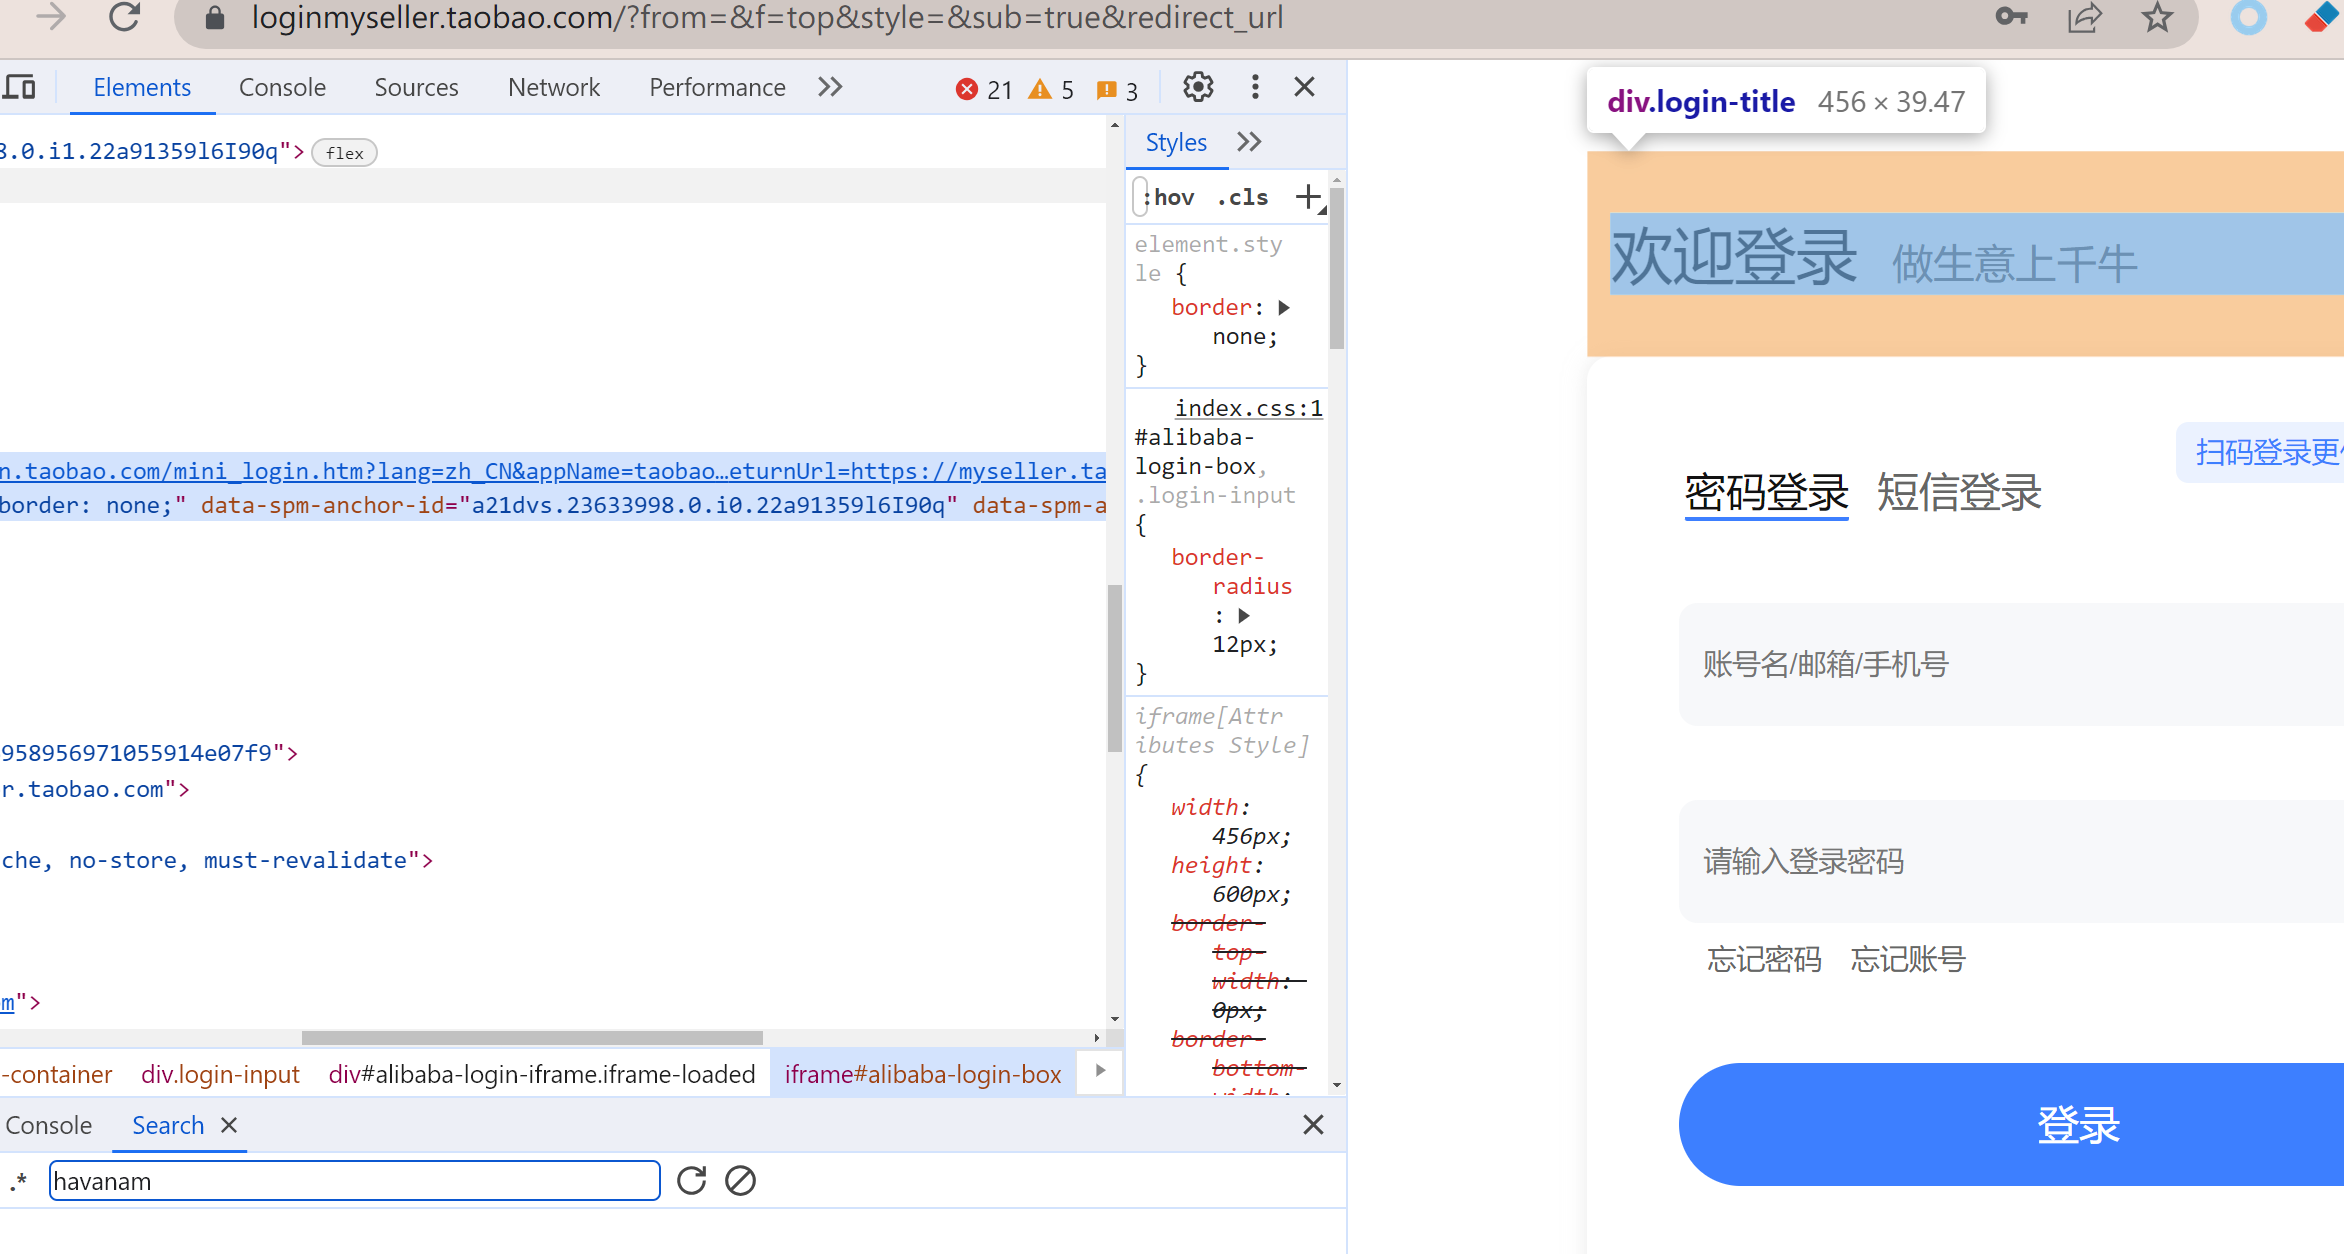 loginmyseller.taobao.com/?from=&f=top&style=&sub=true&redirect_url
Elements Console Sources Network Performance 21 5 3
8.0.i1.22a91359l6I90q"> flex
n.taobao.com/mini_login.htm?lang=zh_CN&appName=taobao…eturnUrl=https://myseller.ta
border: none;" data-spm-anchor-id="a21dvs.23633998.0.i0.22a91359l6I90q" data-spm-a
958956971055914e07f9">
r.taobao.com">
che, no-store, must-revalidate">
m">
-container div.login-input div#alibaba-login-iframe.iframe-loaded iframe#alibaba-login-box
Styles
:hov .cls
element.sty
le {
border:
none;
}
index.css:1
#alibaba-
login-box,
.login-input
{
border-
radius
:
12px;
}
iframe[Attr
ibutes Style]
{
width:
456px;
height:
600px;
border-
top-
width:
0px;
border-
bottom-
width:
Console Search
.* havanam
div.login-title 456 × 39.47
欢迎登录 做生意上千牛
扫码登录更
密码登录 短信登录
账号名/邮箱/手机号
请输入登录密码
忘记密码 忘记账号
登录